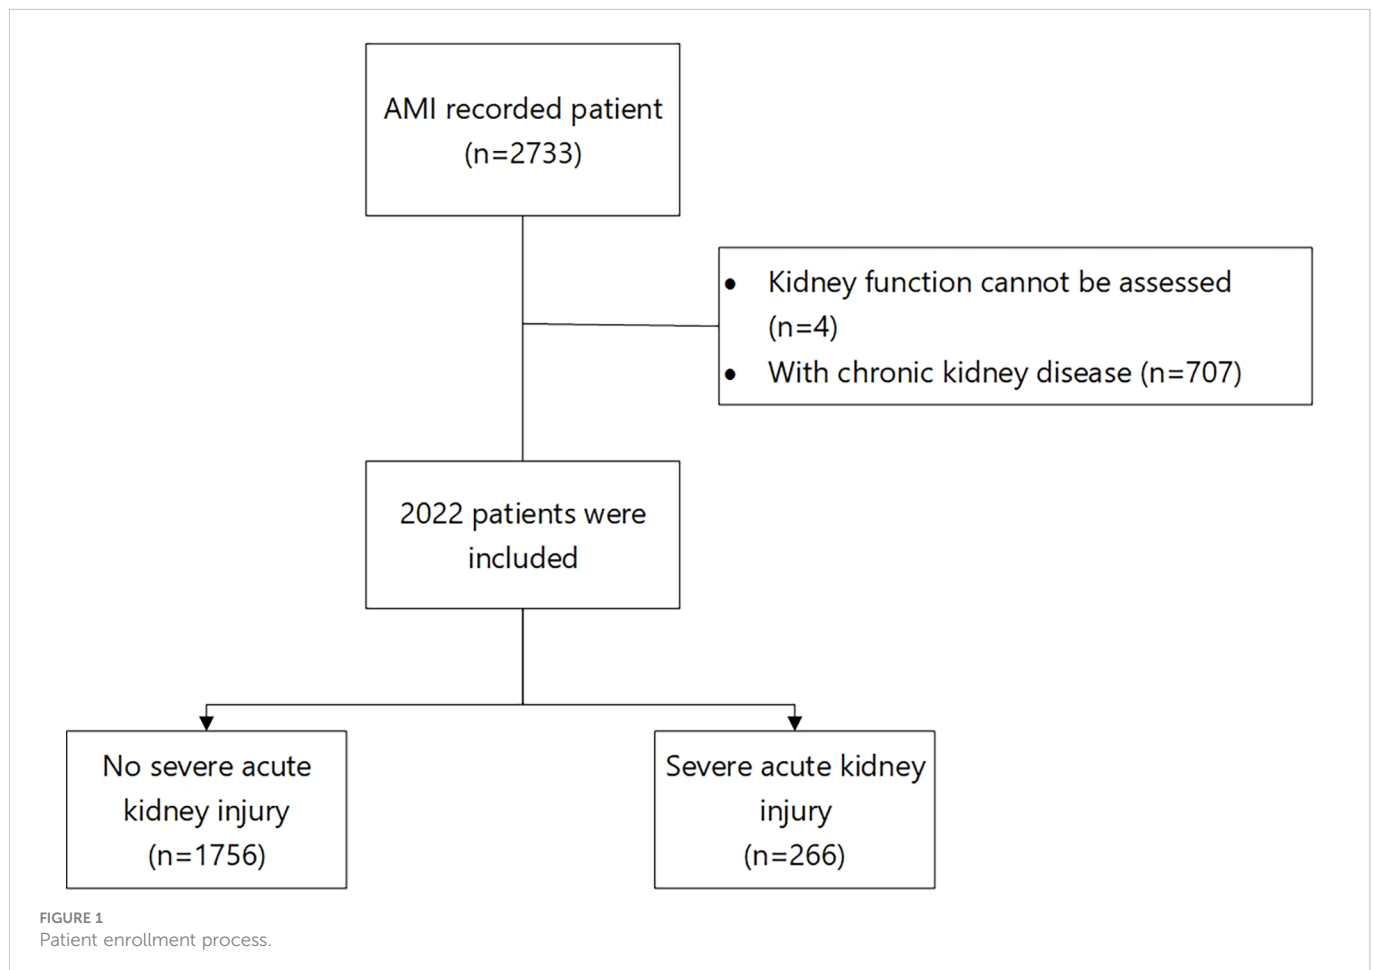 AMI recorded patient
(n=2733)
• Kidney function cannot be assessed
(n=4)
• With chronic kidney disease (n=707)
2022 patients were
included
No severe acute
kidney injury
(n=1756)
Severe acute kidney
injury
(n=266)
FIGURE 1
Patient enrollment process.